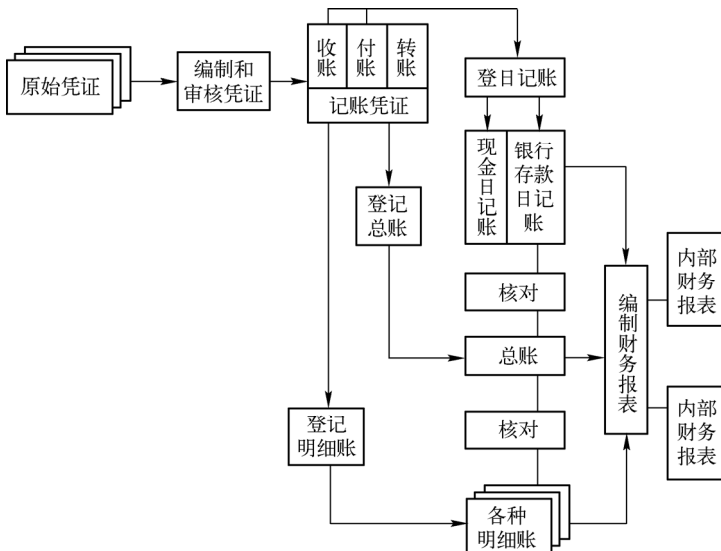 原始凭证
编制和
审核凭证
收账
付账
转账
记账凭证
登日记账
现金日记账
银行
存款
日记
账
登记
总账
核对
总账
登记
明细账
核对
各种
明细账
编制财务报表
内部
财务
报表
内部
财务
报表